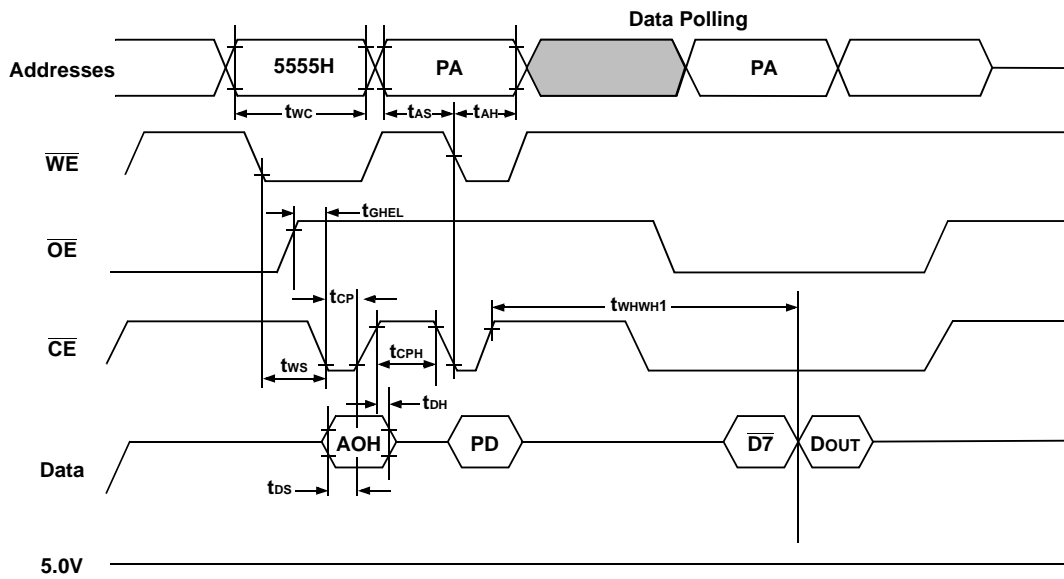 Data Polling
Addresses
5555H
PA
PA
tWC
tAS
tAH
WE
tGHEL
OE
tCP
tWHWH1
CE
tCPH
tWS
tDH
Data
AOH
PD
D7
DOUT
tDS
5.0V